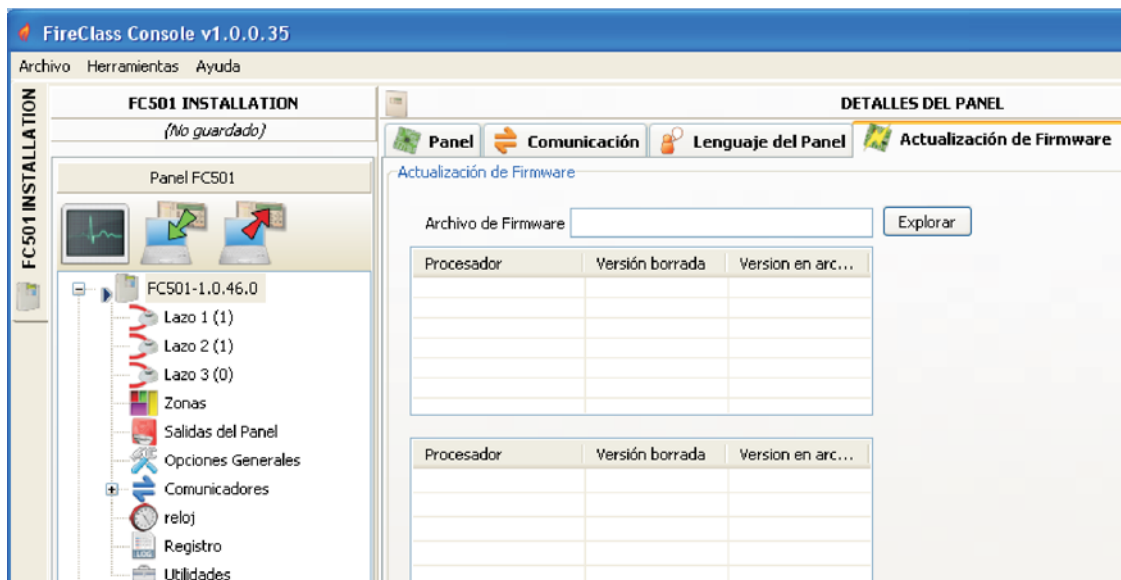 FireClass Console v1.0.0.35
Archivo Herramientas Ayuda
FC501 INSTALLATION
FC501 INSTALLATION
(No guardado)
Panel FC501
FC501-1.0.46.0
Lazo 1 (1)
Lazo 2 (1)
Lazo 3 (0)
Zonas
Salidas del Panel
Opciones Generales
Comunicadores
reloj
LOG
Registro
Utilidades
DETALLES DEL PANEL
Panel Comunicación Lenguaje del Panel Actualización de Firmware
Actualización de Firmware
Archivo de Firmware Explorar
Procesador Versión borrada Version en arc...
Procesador Versión borrada Version en arc...